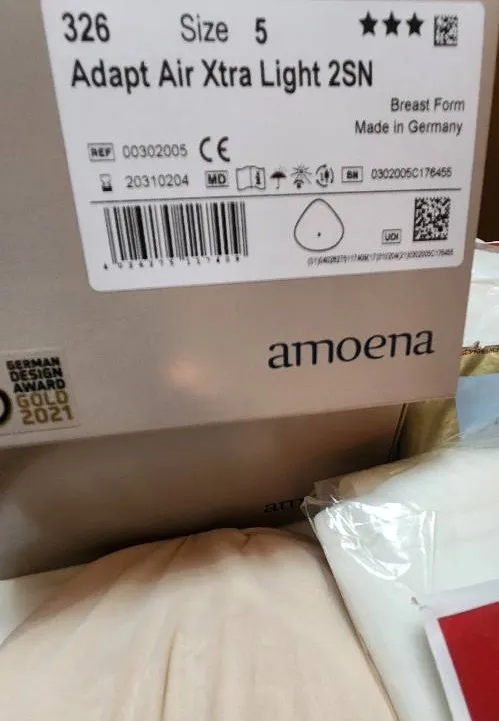 326 Size 5
Adapt Air Xtra Light 2SN
Breast Form
Made in Germany
REF 00302005 CE
20310204 MD SN 0302005C176455
UDI
amoena
GERMAN
DESIGN
AWARD
GOLD
2021
am